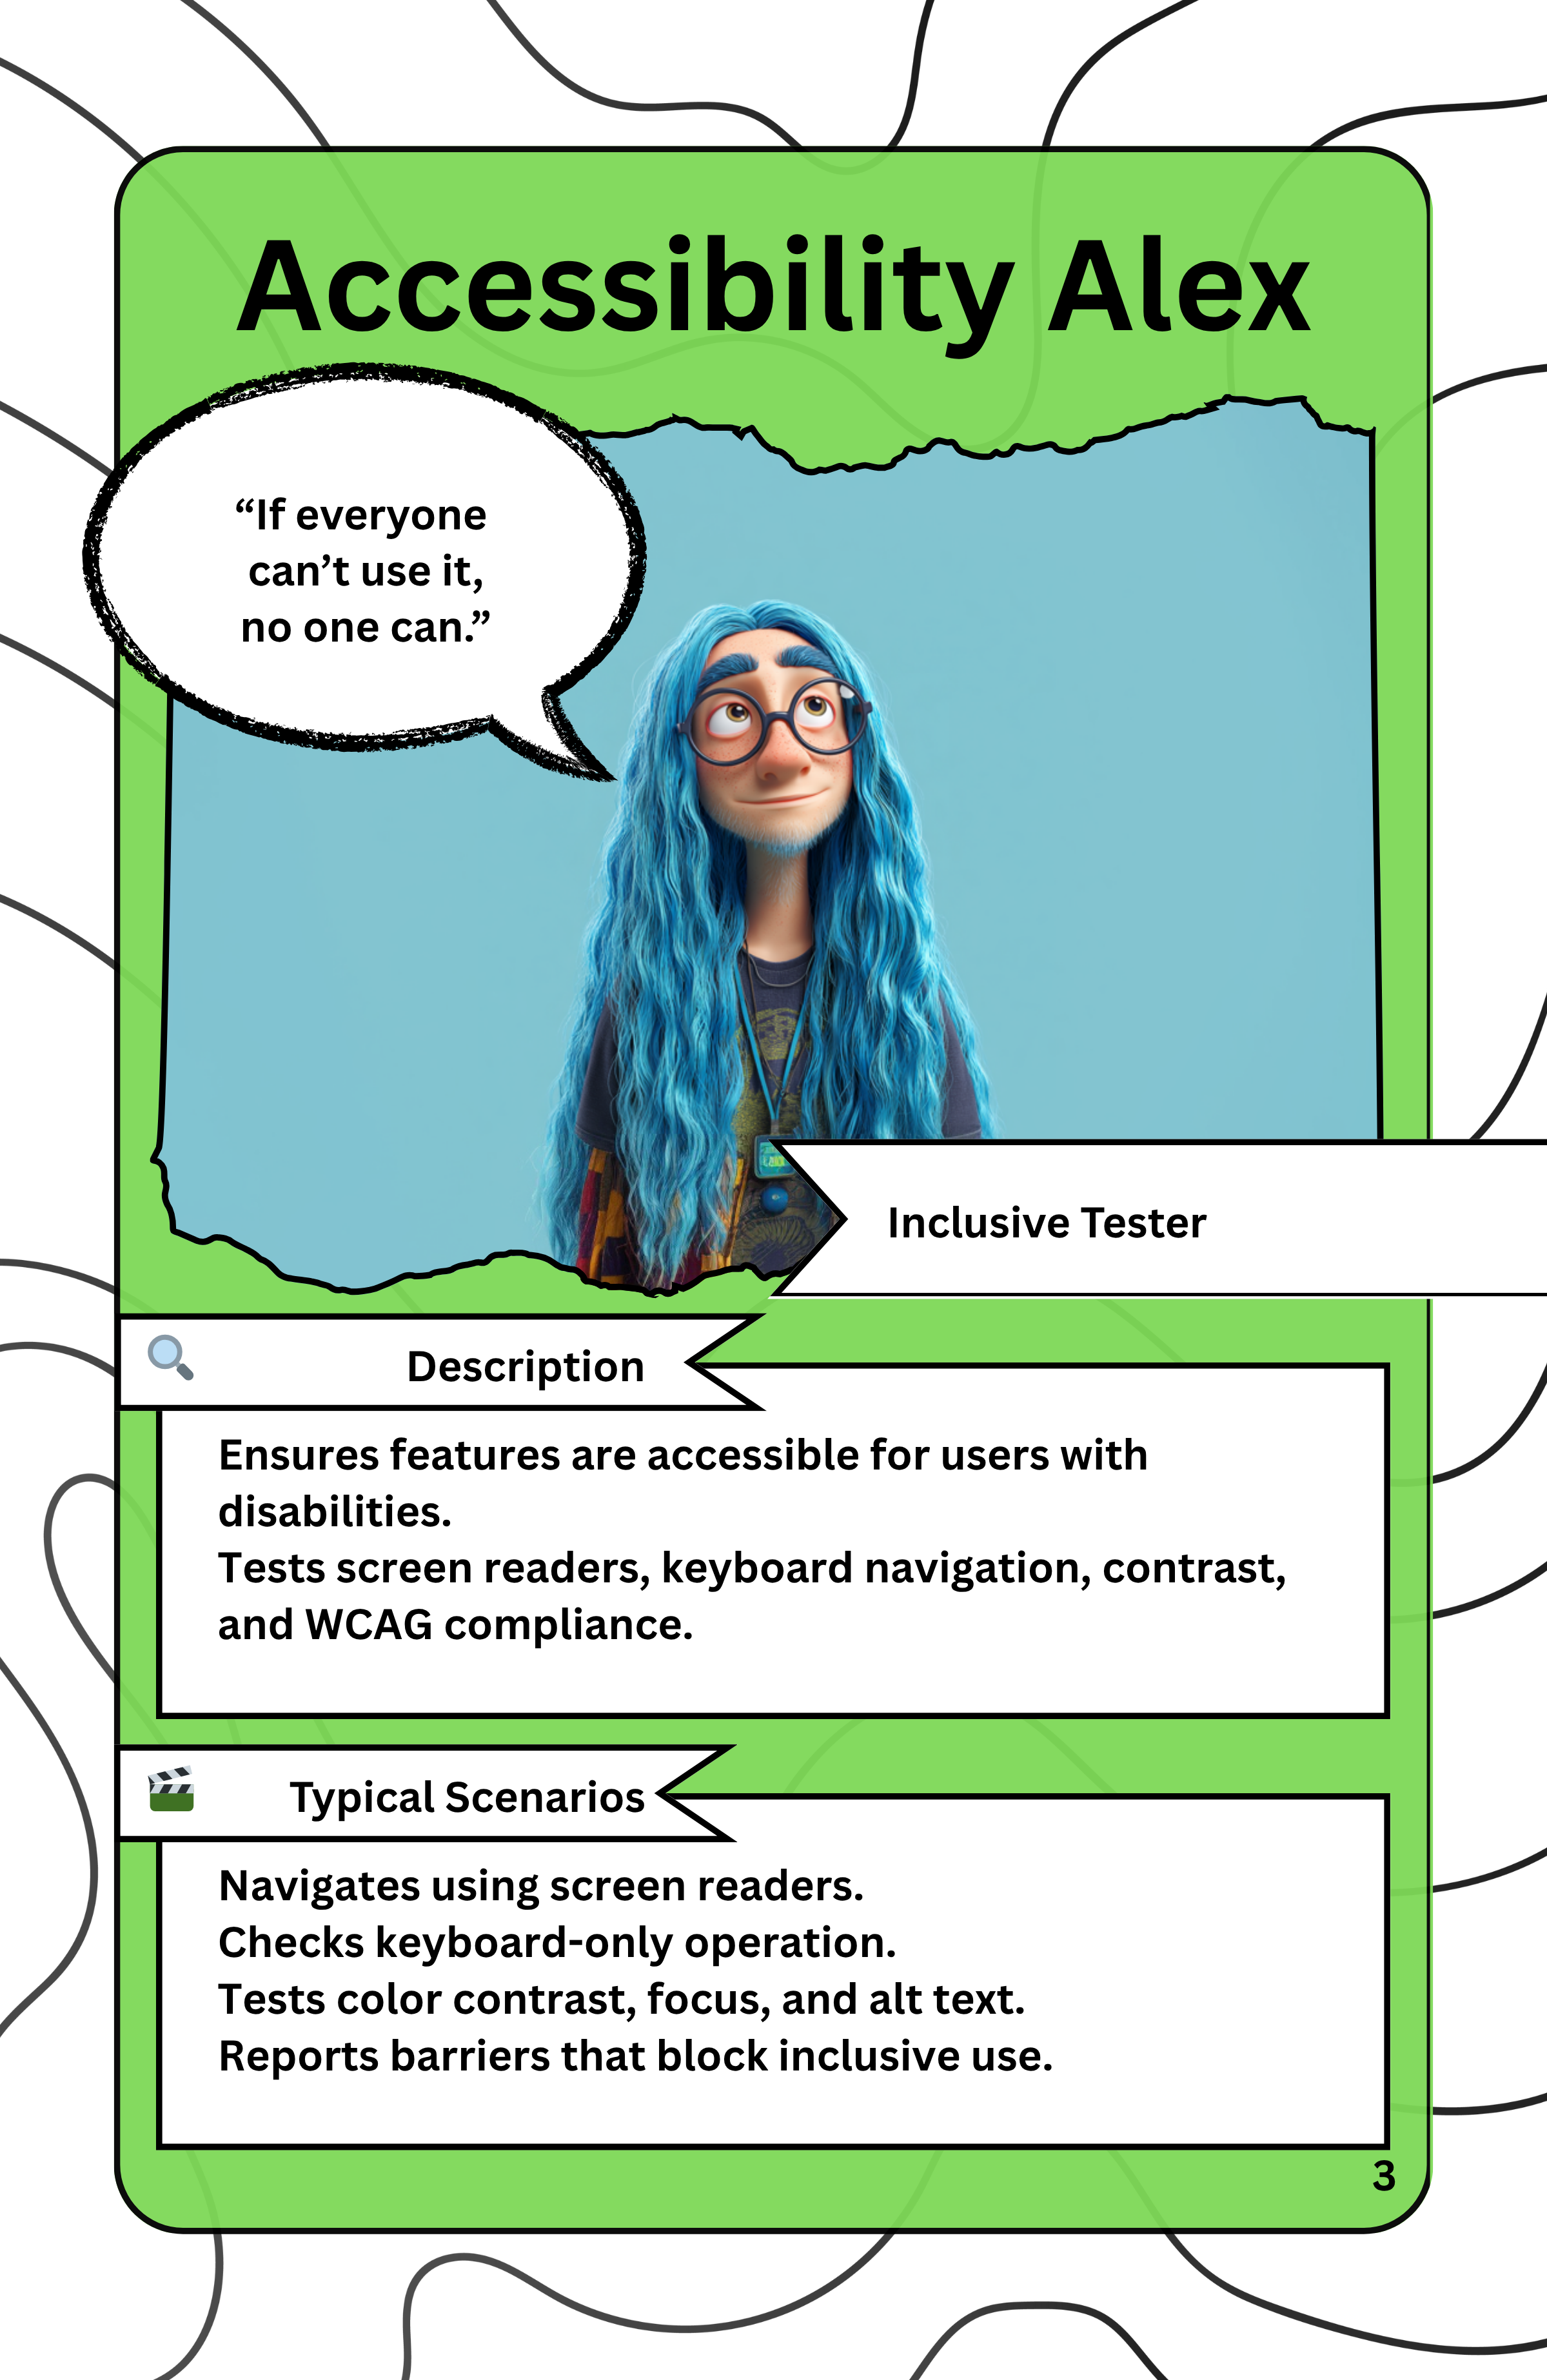 Accessibility Alex
“If everyone
can’t use it,
no one can.”
Inclusive Tester
Description
Ensures features are accessible for users with
disabilities.
Tests screen readers, keyboard navigation, contrast,
and WCAG compliance.
Typical Scenarios
Navigates using screen readers.
Checks keyboard-only operation.
Tests color contrast, focus, and alt text.
Reports barriers that block inclusive use.
3